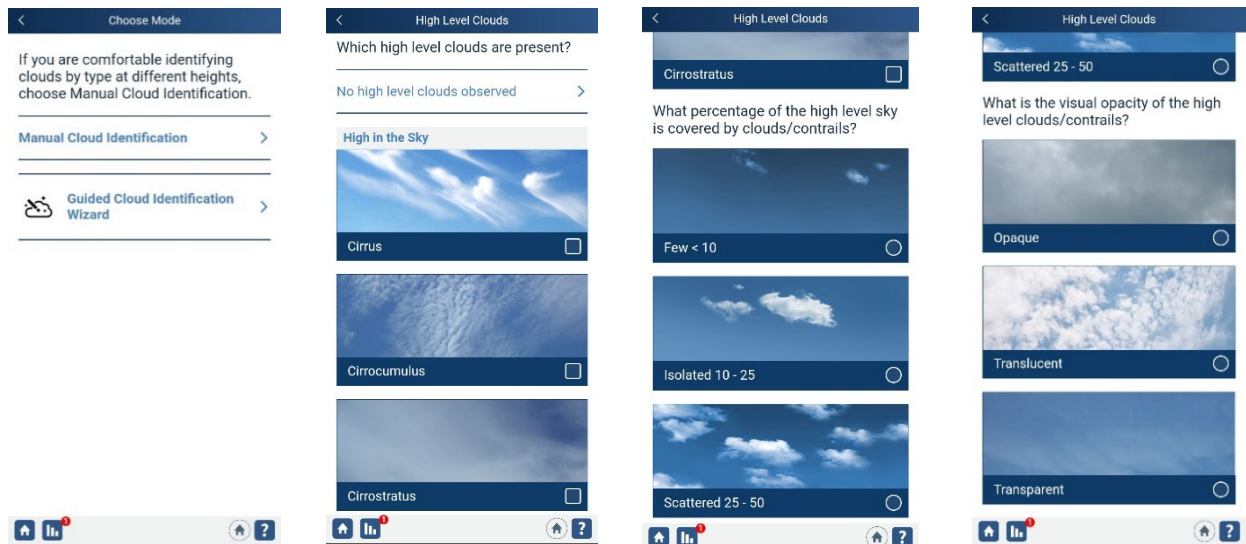 Choose Mode
If you are comfortable identifying
clouds by type at different heights,
choose Manual Cloud Identification.
Manual Cloud Identification
Guided Cloud Identification
Wizard
1
?
High Level Clouds
Which high level clouds are present?
No high level clouds observed
High in the Sky
Cirrus
Cirrocumulus
Cirrostratus
1
?
High Level Clouds
Cirrostratus
What percentage of the high level sky
is covered by clouds/contrails?
Few < 10
Isolated 10 - 25
Scattered 25 - 50
1
?
High Level Clouds
Scattered 25 - 50
What is the visual opacity of the high
level clouds/contrails?
Opaque
Translucent
Transparent
1
?